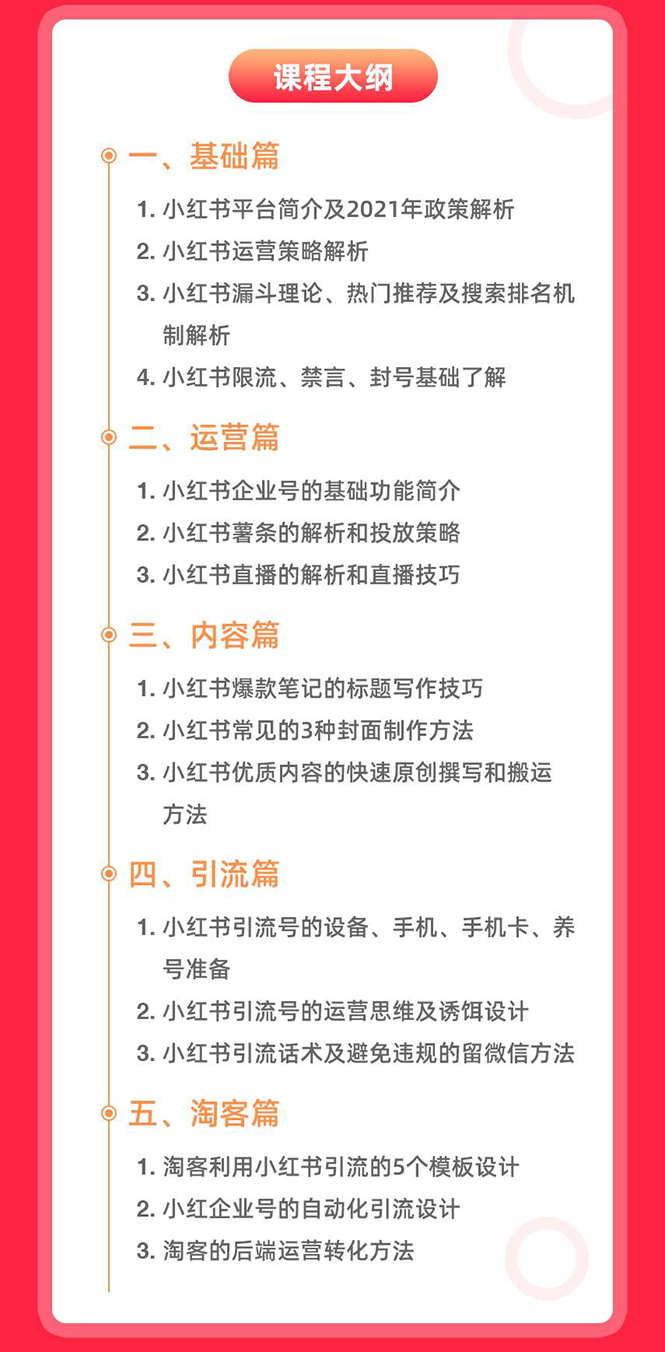 课程大纲
一、基础篇
1. 小红书平台简介及2021年政策解析
2. 小红书运营策略解析
3. 小红书漏斗理论、热门推荐及搜索排名机
制解析
4. 小红书限流、禁言、封号基础了解
二、运营篇
1. 小红书企业号的基础功能简介
2. 小红书薯条的解析和投放策略
3. 小红书直播的解析和直播技巧
三、内容篇
1. 小红书爆款笔记的标题写作技巧
2. 小红书常见的3种封面制作方法
3. 小红书优质内容的快速原创撰写和搬运
方法
四、引流篇
1. 小红书引流号的设备、手机、手机卡、养
号准备
2. 小红书引流号的运营思维及诱饵设计
3. 小红书引流话术及避免违规的留微信方法
五、淘客篇
1. 淘客利用小红书引流的5个模板设计
2. 小红企业号的自动化引流设计
3. 淘客的后端运营转化方法